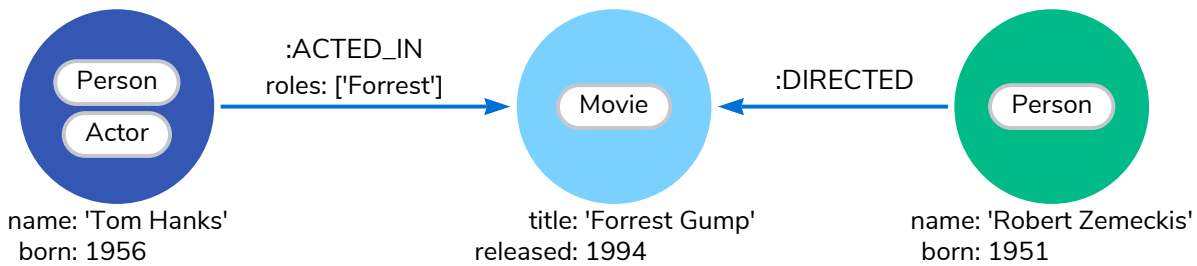 :ACTED_IN
roles: ['Forrest']
:DIRECTED
Person
Actor
Movie
Person
name: 'Tom Hanks'
born: 1956
title: 'Forrest Gump'
released: 1994
name: 'Robert Zemeckis'
born: 1951